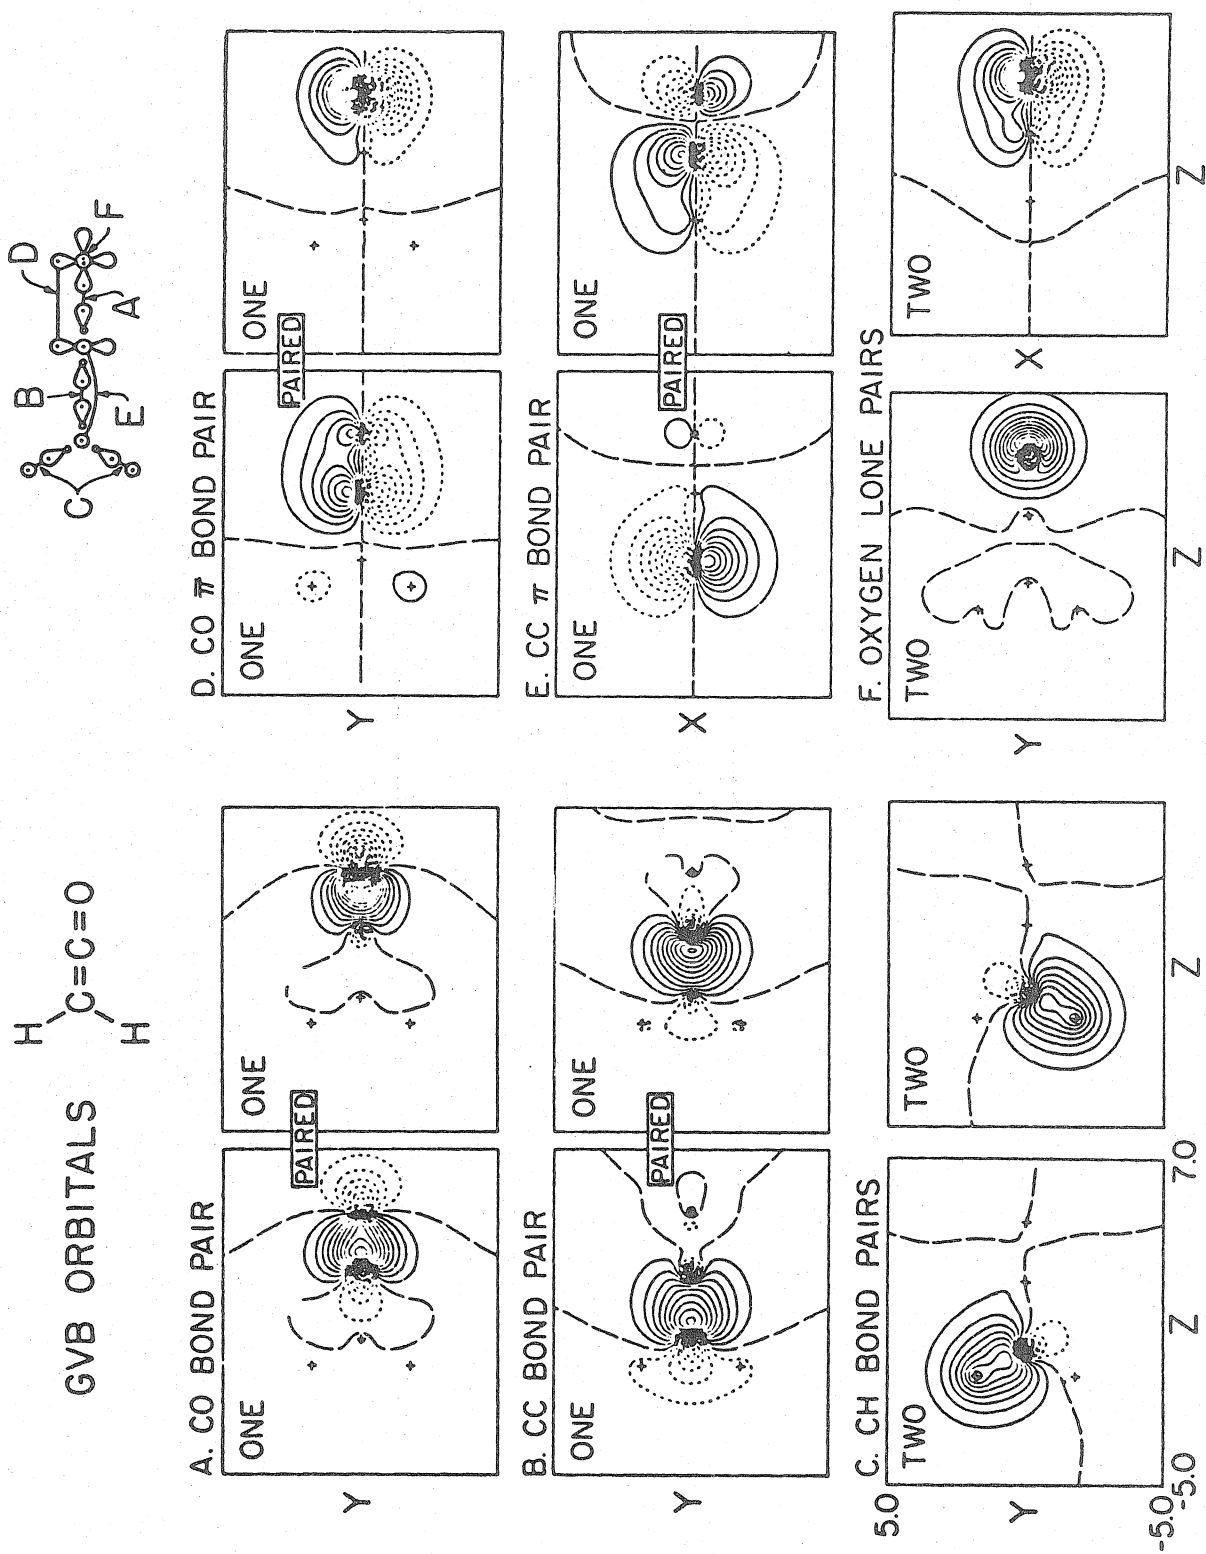 GVB ORBITALS
H
C=C=O
H
B
D
F
C
E
A
A. CO BOND PAIR
ONE
PAIRED
ONE
Y
B. CC BOND PAIR
ONE
PAIRED
ONE
Y
C. CH BOND PAIRS
TWO
TWO
5.0
Y
-5.0
-5.0
Z
7.0
Z
D. CO π BOND PAIR
ONE
PAIRED
ONE
Y
E. CC π BOND PAIR
ONE
PAIRED
ONE
X
F. OXYGEN LONE PAIRS
TWO
TWO
Y
X
Z
Z